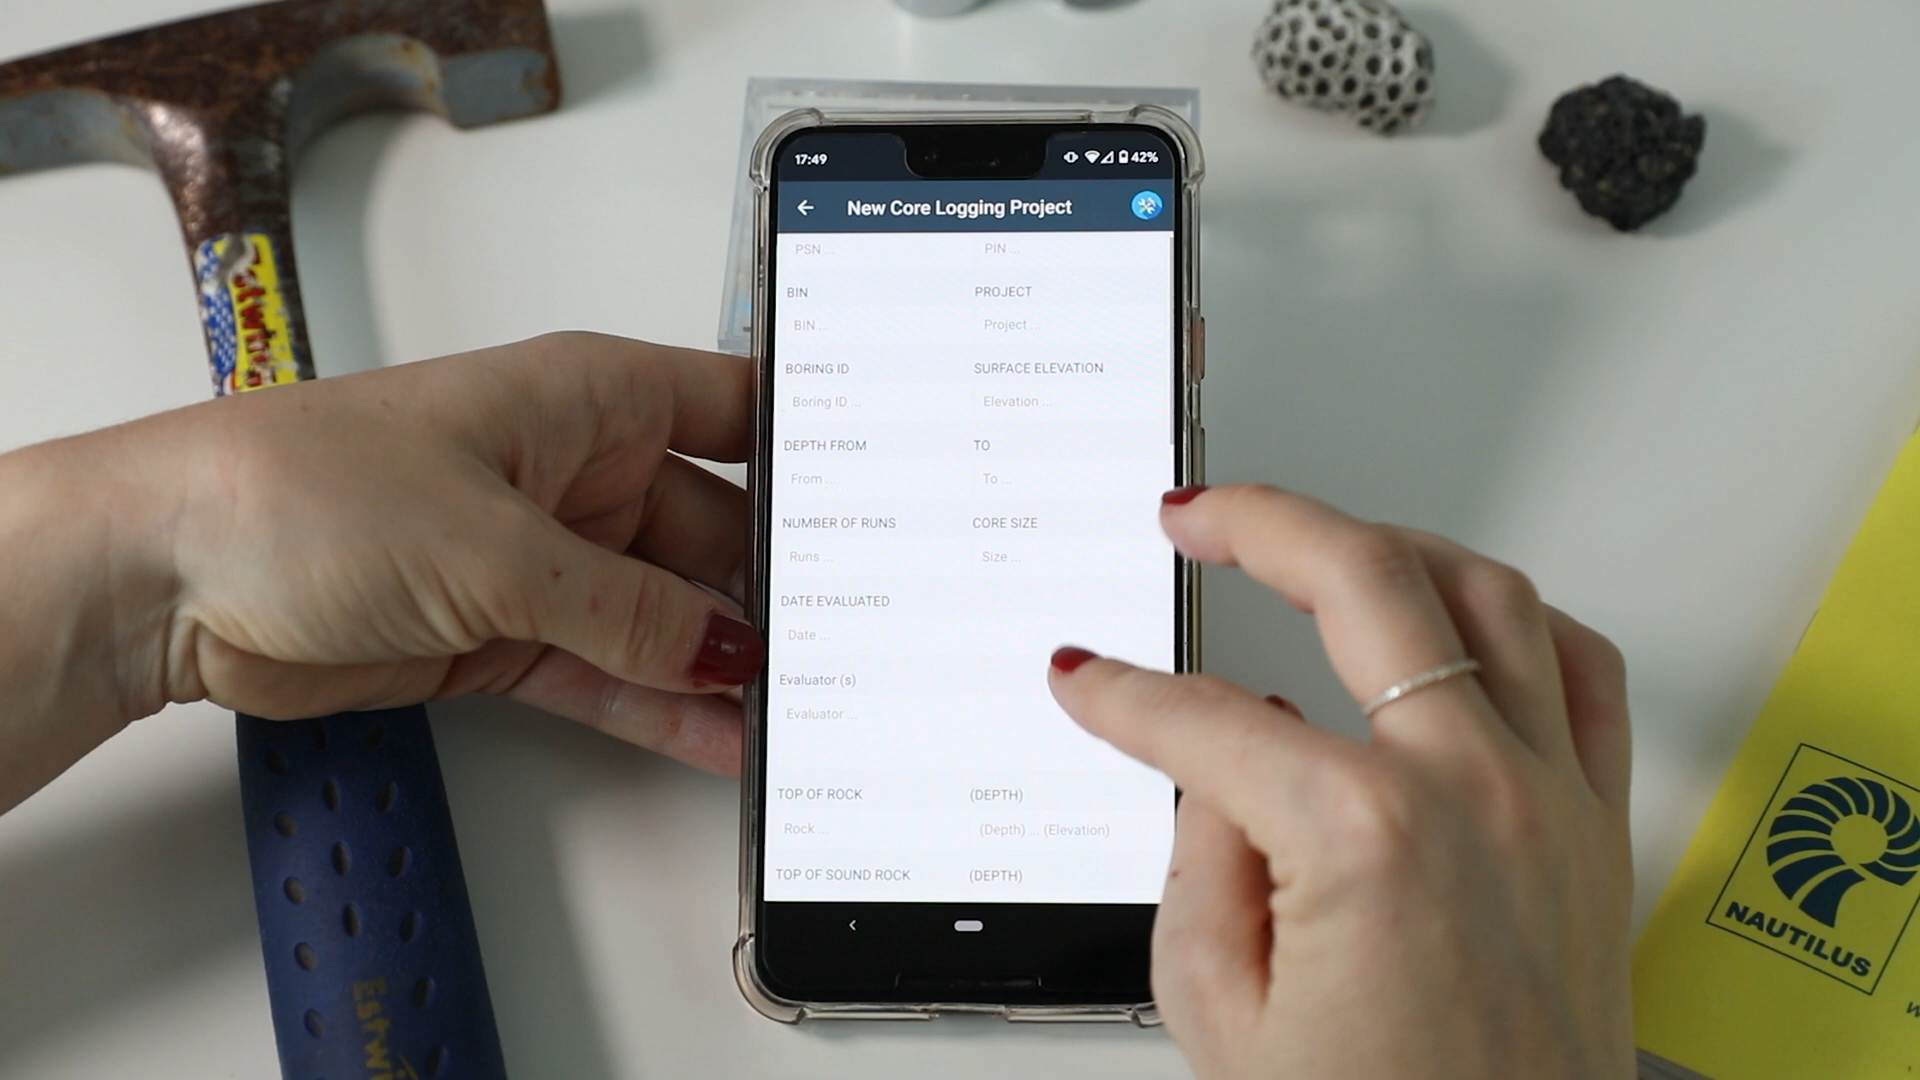 17:49
42%
New Core Logging Project
PSN ... PIN ...
BIN PROJECT
BIN ... Project ...
BORING ID SURFACE ELEVATION
Boring ID ... Elevation ...
DEPTH FROM TO
From ... To ...
NUMBER OF RUNS CORE SIZE
Runs ... Size ...
DATE EVALUATED
Date ...
Evaluator (s)
Evaluator ...
TOP OF ROCK (DEPTH)
Rock ... (Depth) ... (Elevation)
TOP OF SOUND ROCK (DEPTH)
NAUTILUS